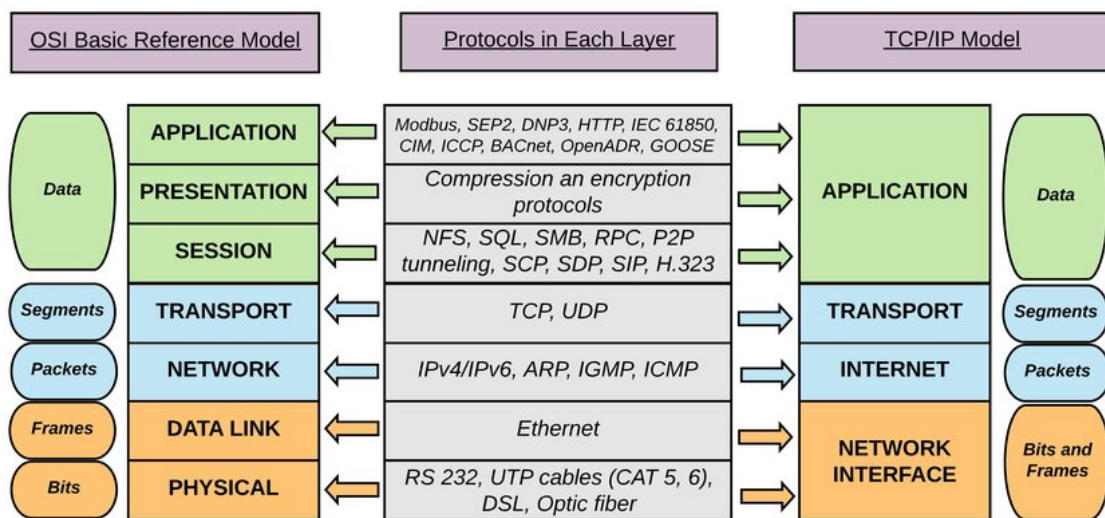 OSI Basic Reference Model
Protocols in Each Layer
TCP/IP Model
Data
APPLICATION
Modbus, SEP2, DNP3, HTTP, IEC 61850,
CIM, ICCP, BACnet, OpenADR, GOOSE
APPLICATION
Data
PRESENTATION
Compression an encryption
protocols
SESSION
NFS, SQL, SMB, RPC, P2P
tunneling, SCP, SDP, SIP, H.323
Segments
TRANSPORT
TCP, UDP
TRANSPORT
Segments
Packets
NETWORK
IPv4/IPv6, ARP, IGMP, ICMP
INTERNET
Packets
Frames
DATA LINK
Ethernet
NETWORK
INTERFACE
Bits and
Frames
Bits
PHYSICAL
RS 232, UTP cables (CAT 5, 6),
DSL, Optic fiber